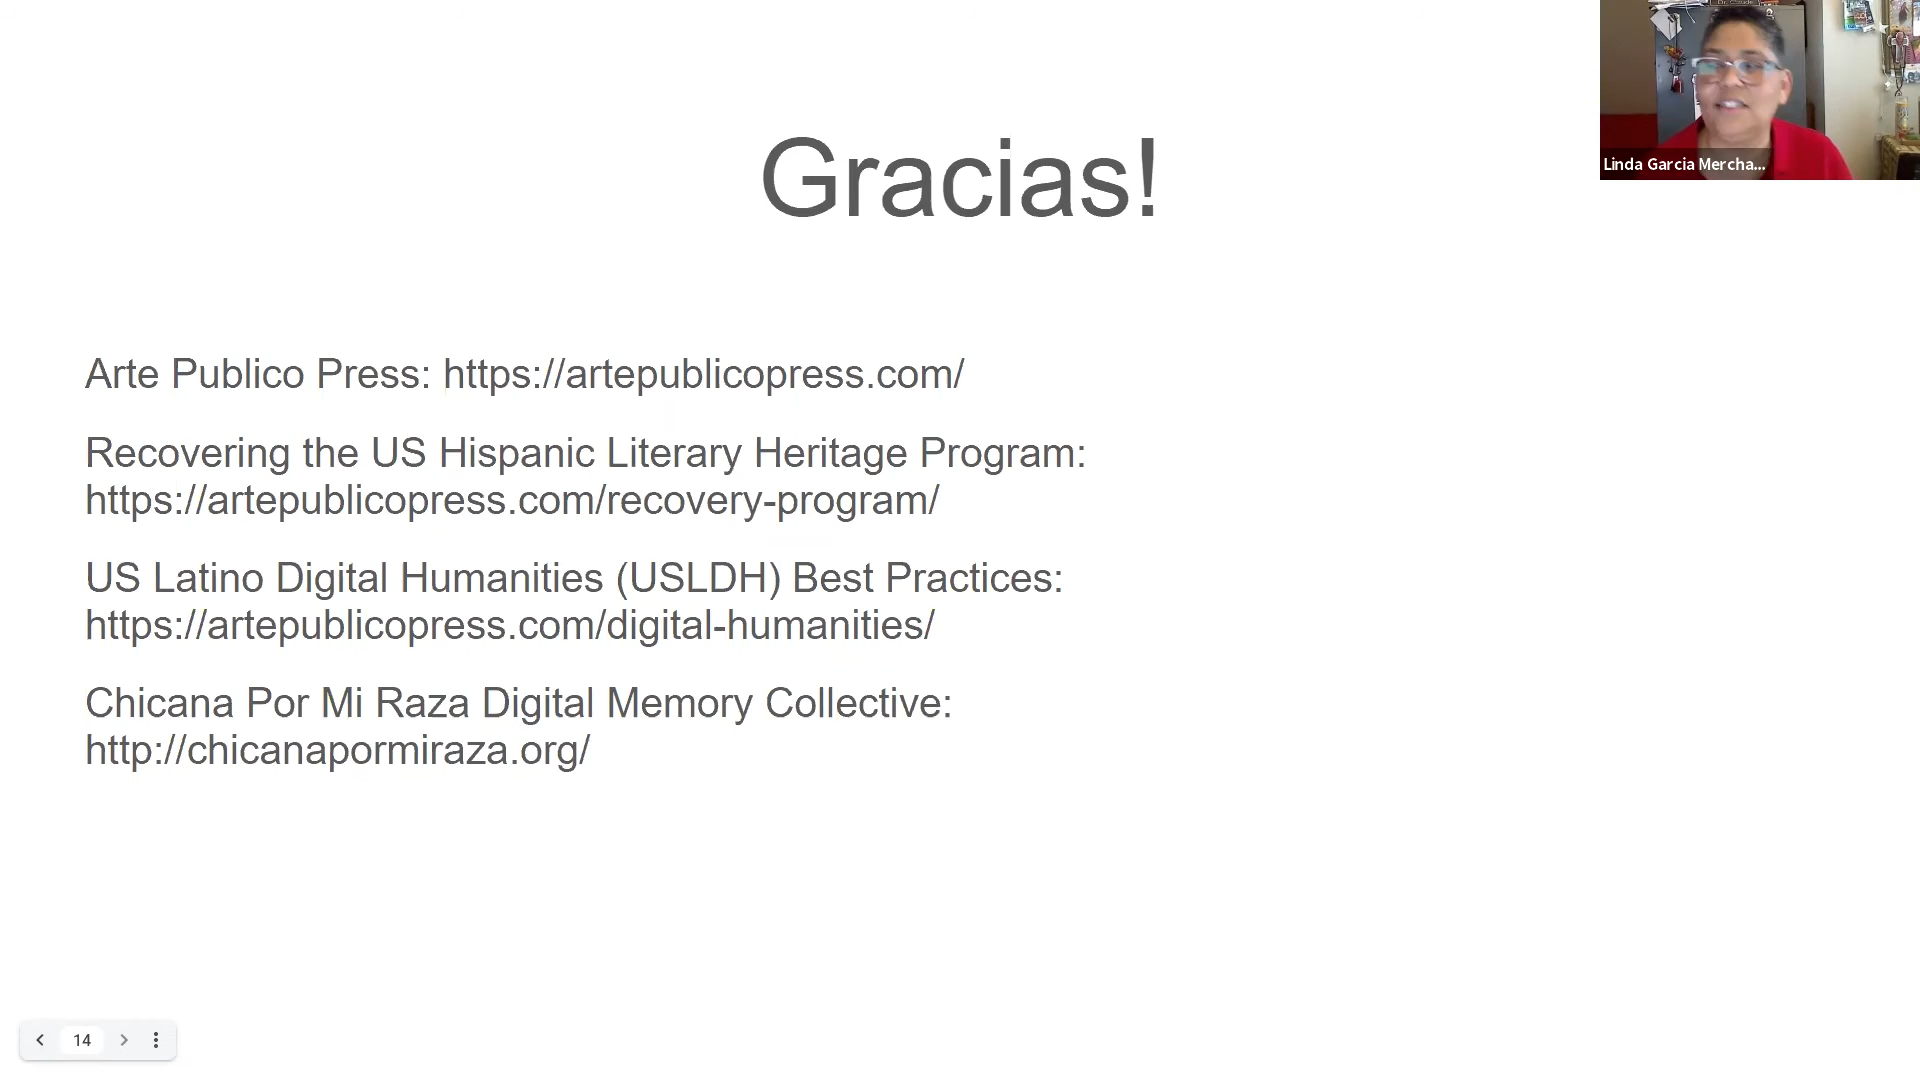 Gracias!
Linda Garcia Mercha...
Arte Publico Press: https://artepublicopress.com/
Recovering the US Hispanic Literary Heritage Program:
https://artepublicopress.com/recovery-program/
US Latino Digital Humanities (USLDH) Best Practices:
https://artepublicopress.com/digital-humanities/
Chicana Por Mi Raza Digital Memory Collective:
http://chicanapormiraza.org/
14